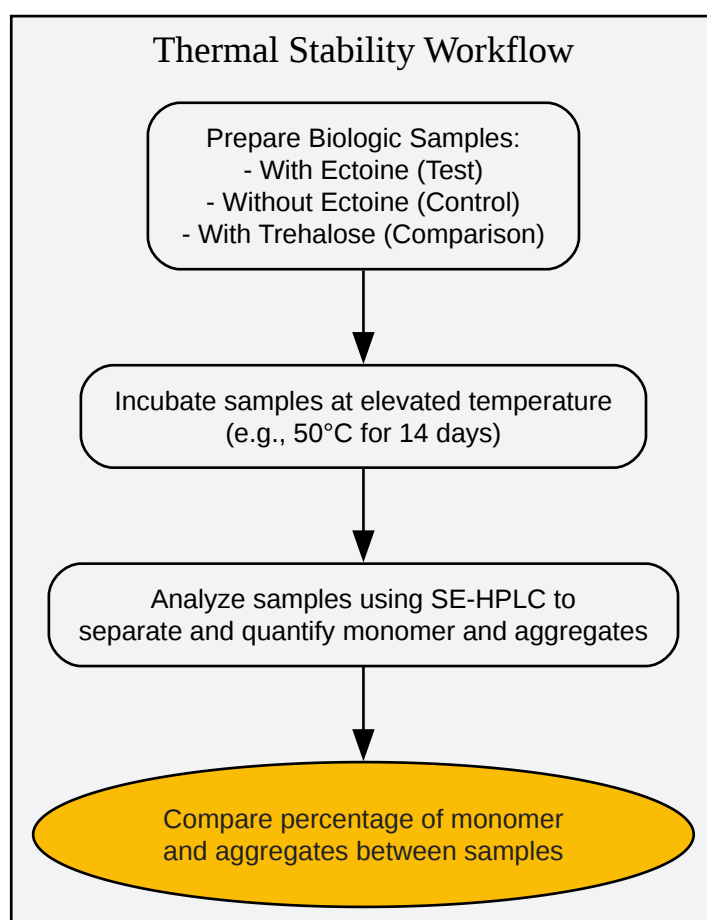 Thermal Stability Workflow
Prepare Biologic Samples:
- With Ectoine (Test)
- Without Ectoine (Control)
- With Trehalose (Comparison)
Incubate samples at elevated temperature
(e.g., 50°C for 14 days)
Analyze samples using SE-HPLC to
separate and quantify monomer and aggregates
Compare percentage of monomer
and aggregates between samples